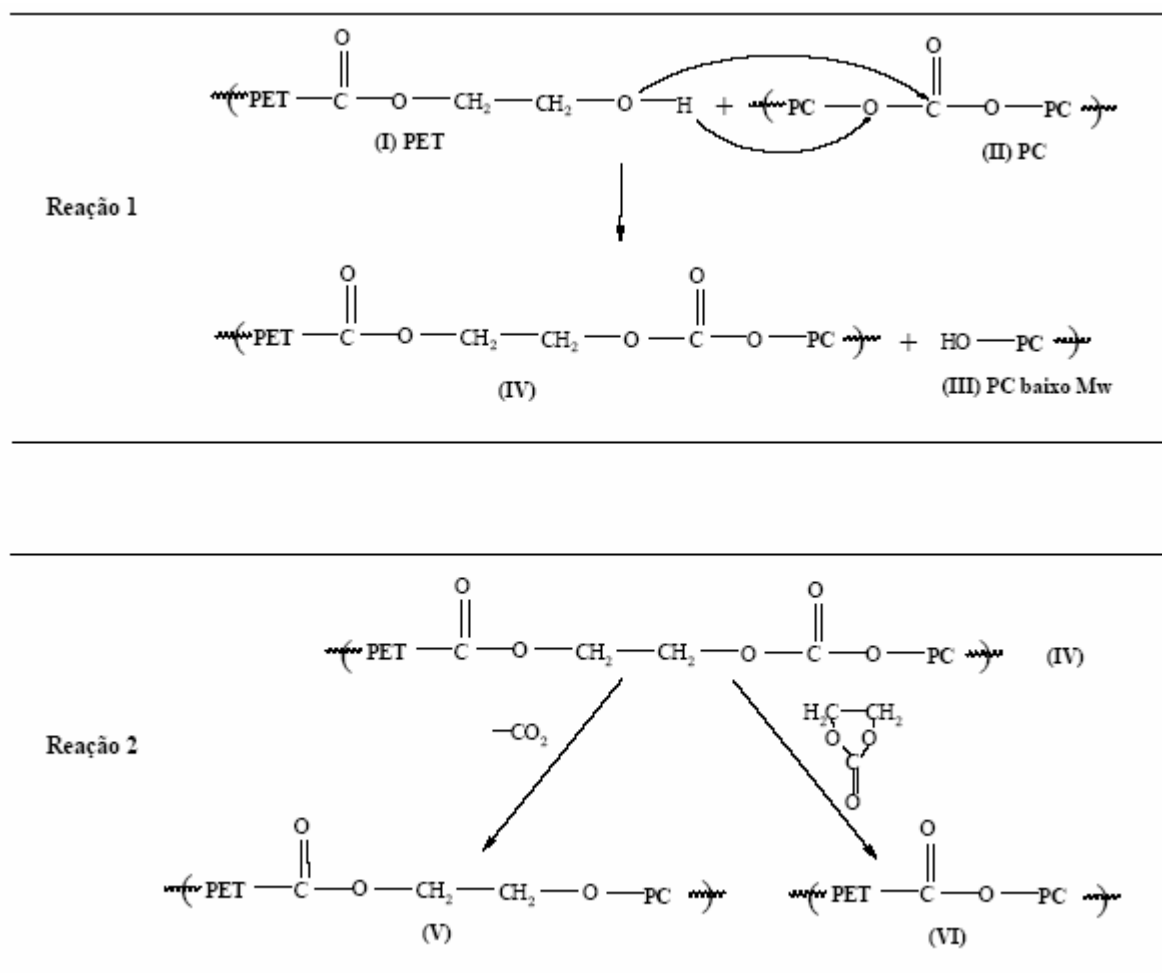 O O
PET — C — O — CH₂ — CH₂ — O — H + PC — O — C — O — PC
(I) PET (II) PC
Reação 1
O O
PET — C — O — CH₂ — CH₂ — O — C — O — PC + HO — PC
(IV) (III) PC baixo Mw
O O
PET — C — O — CH₂ — CH₂ — O — C — O — PC (IV)
H₂C — CH₂
—CO₂
O O
Reação 2
C
O
O O
PET — C — O — CH₂ — CH₂ — O — PC PET — C — O — PC
(V) (VI)